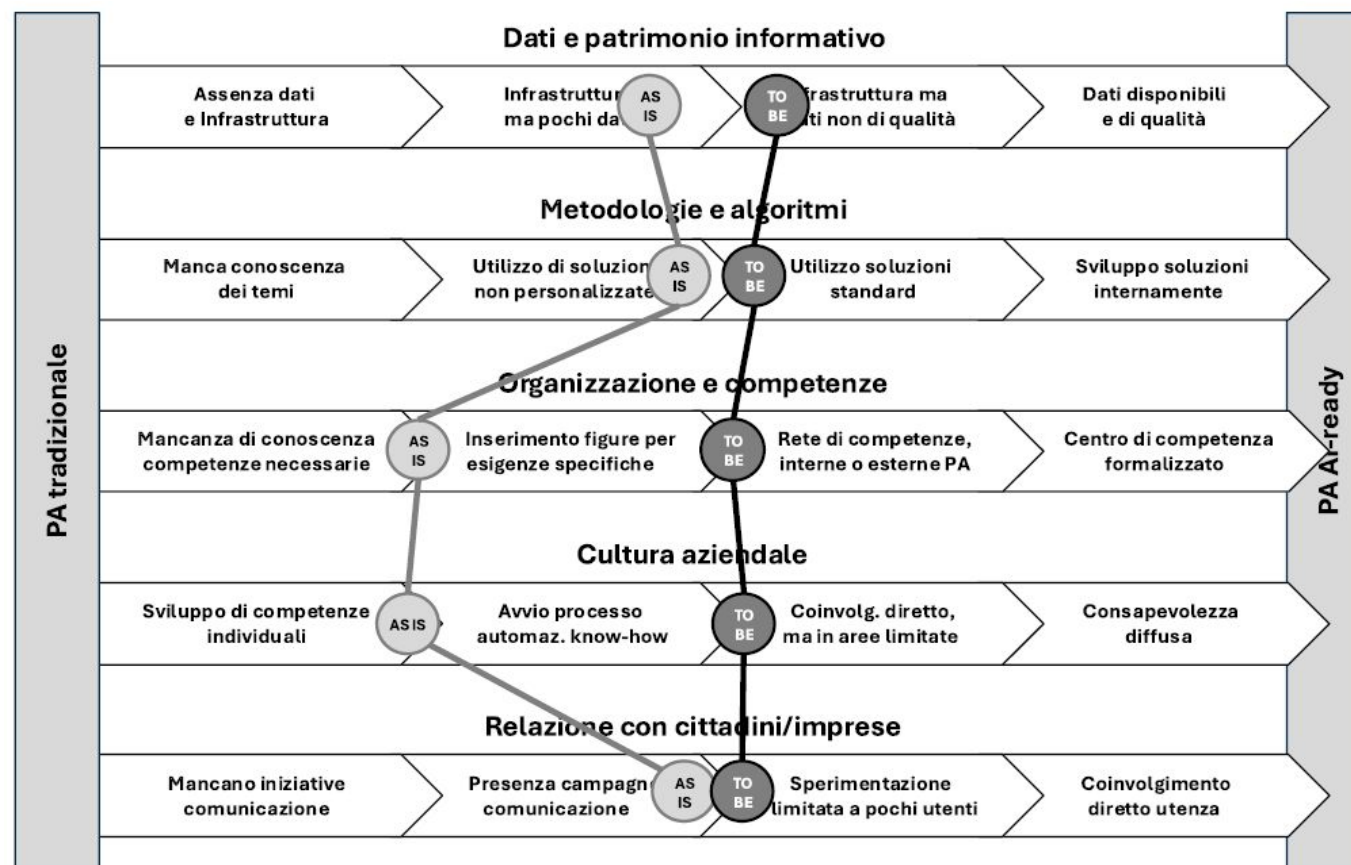 PA tradizionale
Dati e patrimonio informativo
Assenza dati
e Infrastruttura
Infrastruttur
ma pochi da
AS
IS
TO
BE
frastruttura ma
ti non di qualità
Dati disponibili
e di qualità
Metodologie e algoritmi
Manca conoscenza
dei temi
Utilizzo di soluzion
non personalizzate
AS
IS
TO
BE
Utilizzo soluzioni
standard
Sviluppo soluzioni
internamente
Organizzazione e competenze
Mancanza di conoscenza
competenze necessarie
AS
IS
Inserimento figure per
esigenze specifiche
TO
BE
Rete di competenze,
interne o esterne PA
Centro di competenza
formalizzato
Cultura aziendale
Sviluppo di competenze
individuali
AS IS
Avvio processo
automaz. know-how
TO
BE
Coinvolg. diretto,
ma in aree limitate
Consapevolezza
diffusa
Relazione con cittadini/imprese
Mancano iniziative
comunicazione
Presenza campagn
comunicazione
AS
IS
TO
BE
Sperimentazione
limitata a pochi utenti
Coinvolgimento
diretto utenza
PA AI-ready